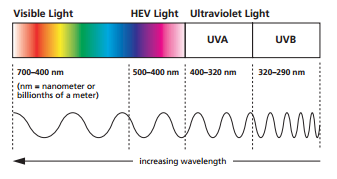 Visible Light HEV Light Ultraviolet Light
UVA UVB
700–400 nm 500–400 nm 400–320 nm 320–290 nm
(nm = nanometer or
billionths of a meter)
increasing wavelength